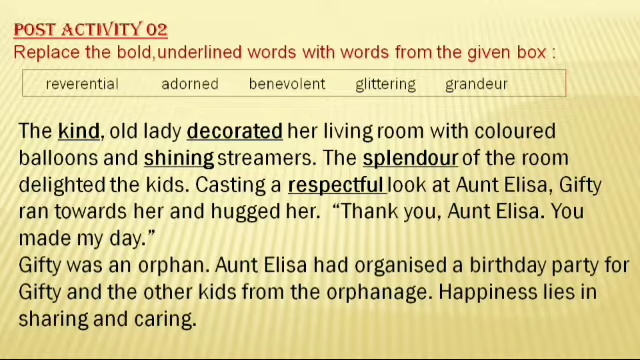 POST ACTIVITY 02
Replace the bold,underlined words with words from the given box :
reverential adorned benevolent glittering grandeur
The kind, old lady decorated her living room with coloured
balloons and shining streamers. The splendour of the room
delighted the kids. Casting a respectful look at Aunt Elisa, Gifty
ran towards her and hugged her. “Thank you, Aunt Elisa. You
made my day.”
Gifty was an orphan. Aunt Elisa had organised a birthday party for
Gifty and the other kids from the orphanage. Happiness lies in
sharing and caring.